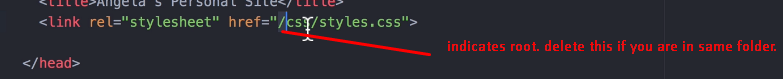 <title>Angela's Personal Site</title>
<link rel="stylesheet" href="/css/styles.css">
indicates root. delete this if you are in same folder.
</head>